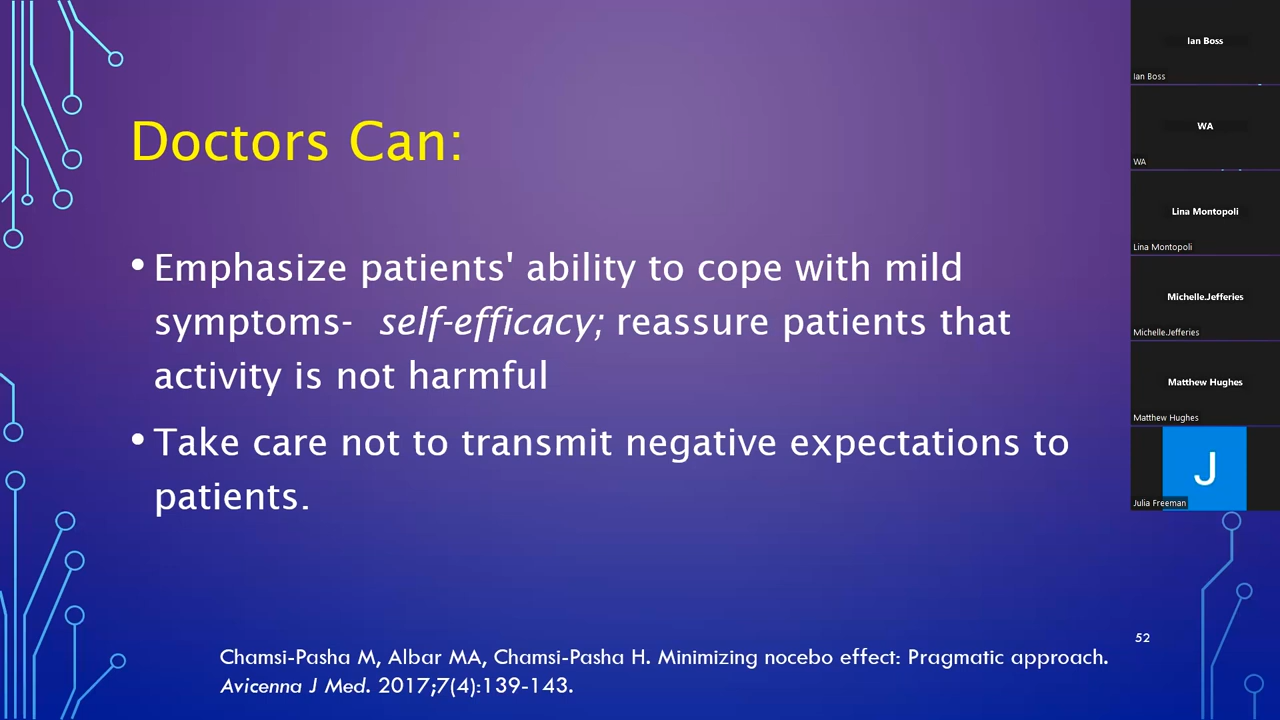 Doctors Can:
• Emphasize patients' ability to cope with mild
symptoms- self-efficacy; reassure patients that
activity is not harmful
• Take care not to transmit negative expectations to
patients.
Chamsi-Pasha M, Albar MA, Chamsi-Pasha H. Minimizing nocebo effect: Pragmatic approach.
Avicenna J Med. 2017;7(4):139-143.
52
Ian Boss
Ian Boss
WA
WA
Lina Montopoli
Lina Montopoli
Michelle.Jefferies
Michelle.Jefferies
Matthew Hughes
Matthew Hughes
J
Julia Freeman